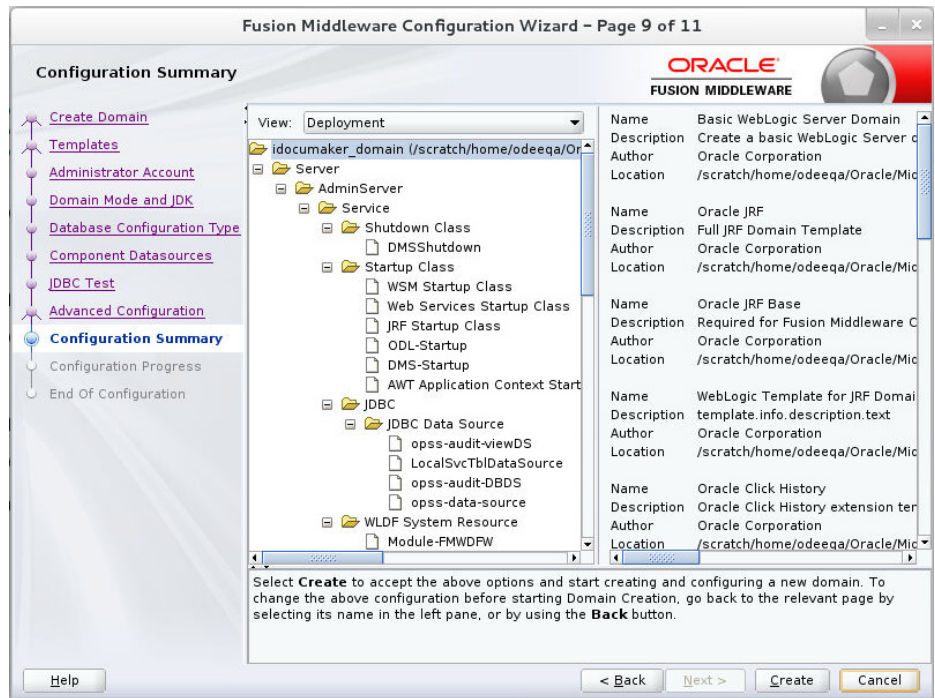 Fusion Middleware Configuration Wizard – Page 9 of 11
Configuration Summary
ORACLE
FUSION MIDDLEWARE
Create Domain
Templates
Administrator Account
Domain Mode and JDK
Database Configuration Type
Component Datasources
JDBC Test
Advanced Configuration
Configuration Summary
Configuration Progress
End Of Configuration
View: Deployment
idocumaker_domain (/scratch/home/odeeqa/Or
Server
AdminServer
Service
Shutdown Class
DMSShutdown
Startup Class
WSM Startup Class
Web Services Startup Class
JRF Startup Class
ODL-Startup
DMS-Startup
AWT Application Context Start
JDBC
JDBC Data Source
opss-audit-viewDS
LocalSvcTblDataSource
opss-audit-DBDS
opss-data-source
WLDF System Resource
Module-FMWDFW
Name Basic WebLogic Server Domain
Description Create a basic WebLogic Server d
Author Oracle Corporation
Location /scratch/home/odeeqa/Oracle/Mid
Name Oracle JRF
Description Full JRF Domain Template
Author Oracle Corporation
Location /scratch/home/odeeqa/Oracle/Mid
Name Oracle JRF Base
Description Required for Fusion Middleware C
Author Oracle Corporation
Location /scratch/home/odeeqa/Oracle/Mid
Name WebLogic Template for JRF Domai
Description template.info.description.text
Author Oracle Corporation
Location /scratch/home/odeeqa/Oracle/Mid
Name Oracle Click History
Description Oracle Click History extension ter
Author Oracle Corporation
Location /scratch/home/odeeqa/Oracle/Mid
Select Create to accept the above options and start creating and configuring a new domain. To
change the above configuration before starting Domain Creation, go back to the relevant page by
selecting its name in the left pane, or by using the Back button.
Help
< Back
Next >
Create
Cancel